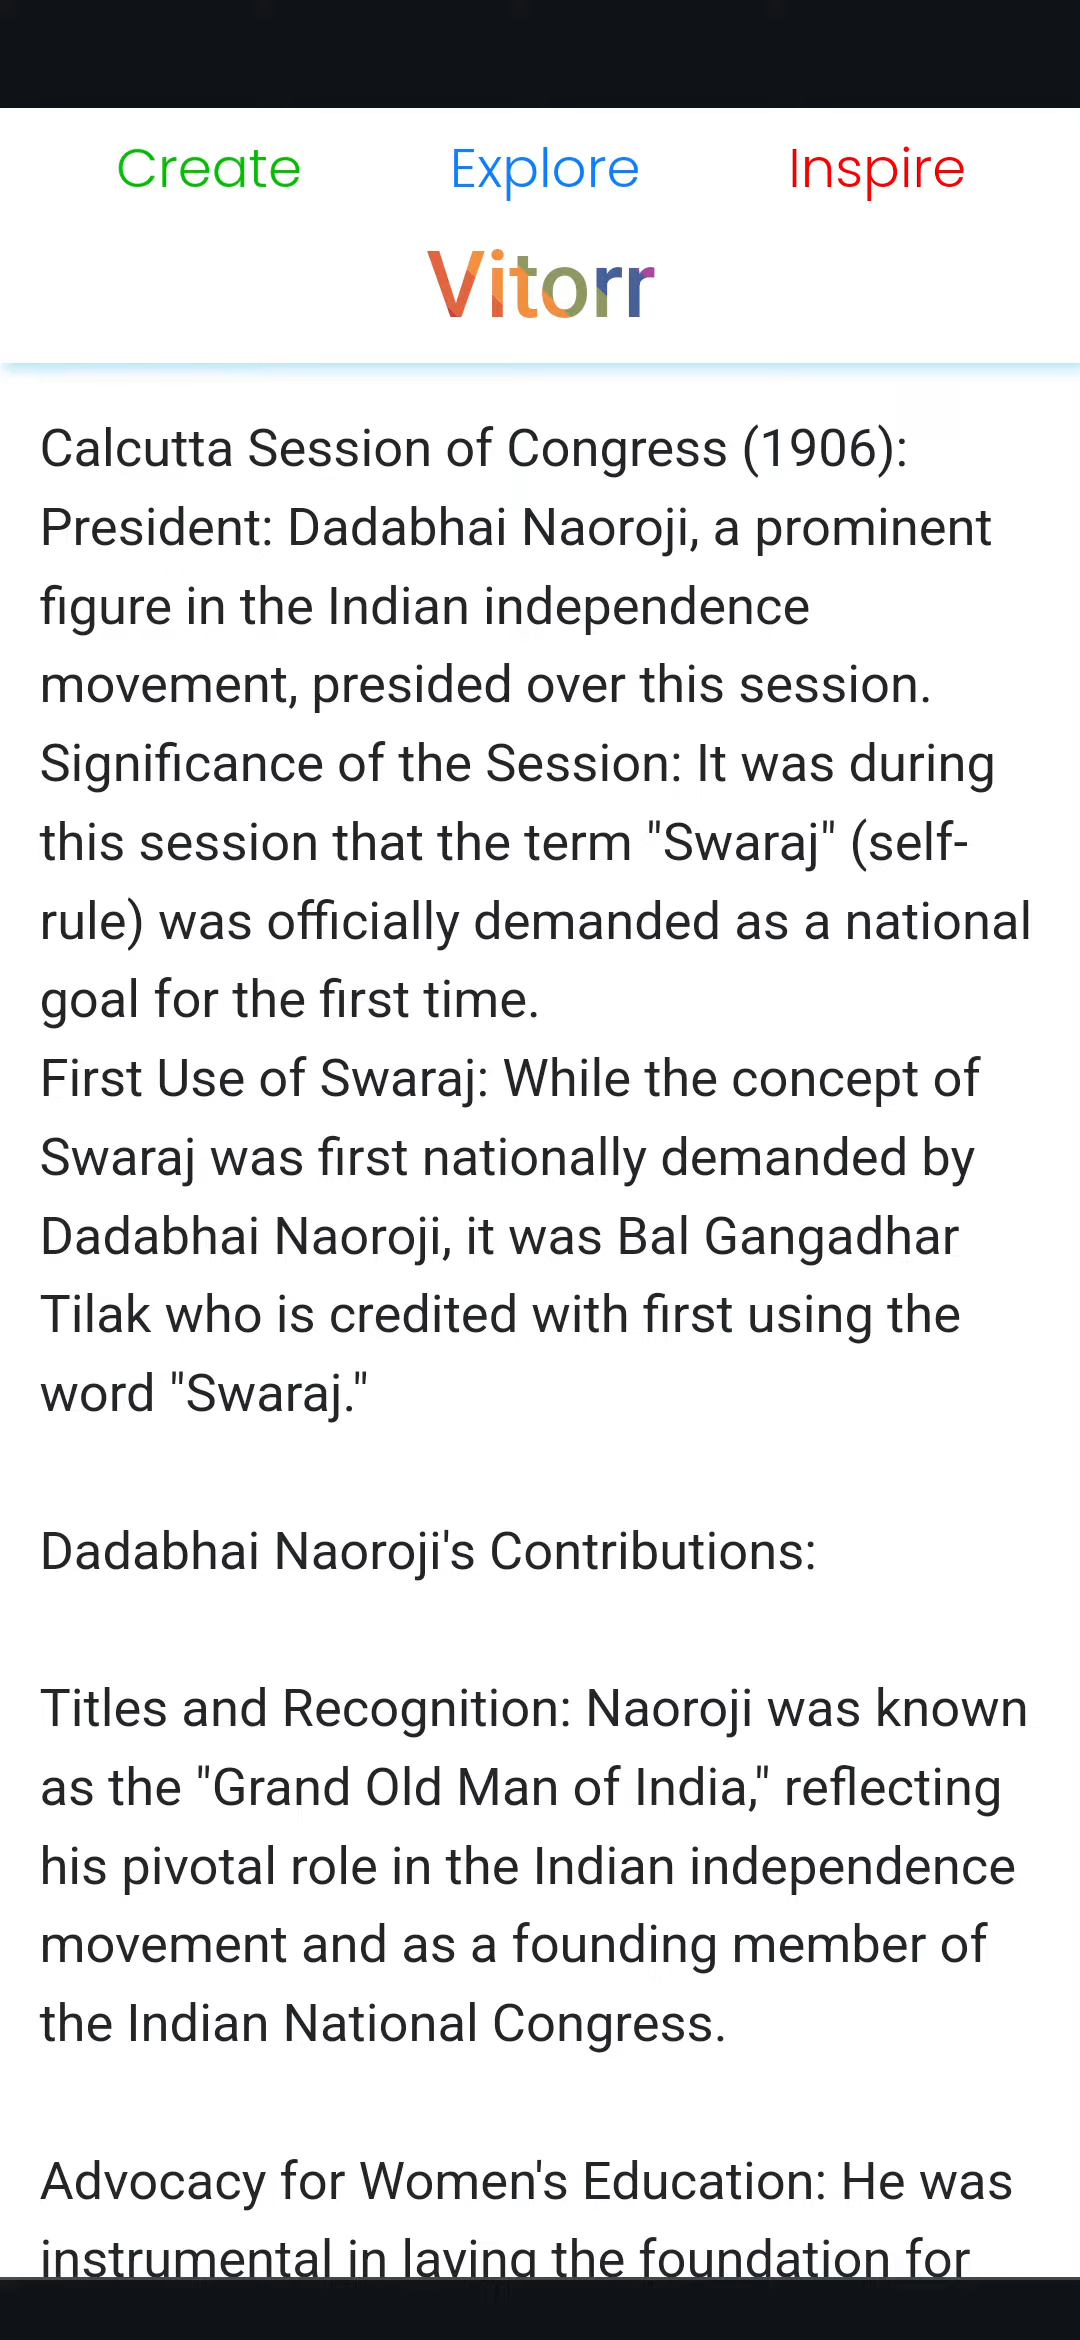 Create Explore Inspire
Vitorr
Calcutta Session of Congress (1906):
President: Dadabhai Naoroji, a prominent
figure in the Indian independence
movement, presided over this session.
Significance of the Session: It was during
this session that the term "Swaraj" (self-
rule) was officially demanded as a national
goal for the first time.
First Use of Swaraj: While the concept of
Swaraj was first nationally demanded by
Dadabhai Naoroji, it was Bal Gangadhar
Tilak who is credited with first using the
word "Swaraj."
Dadabhai Naoroji's Contributions:
Titles and Recognition: Naoroji was known
as the "Grand Old Man of India," reflecting
his pivotal role in the Indian independence
movement and as a founding member of
the Indian National Congress.
Advocacy for Women's Education: He was
instrumental in laying the foundation for